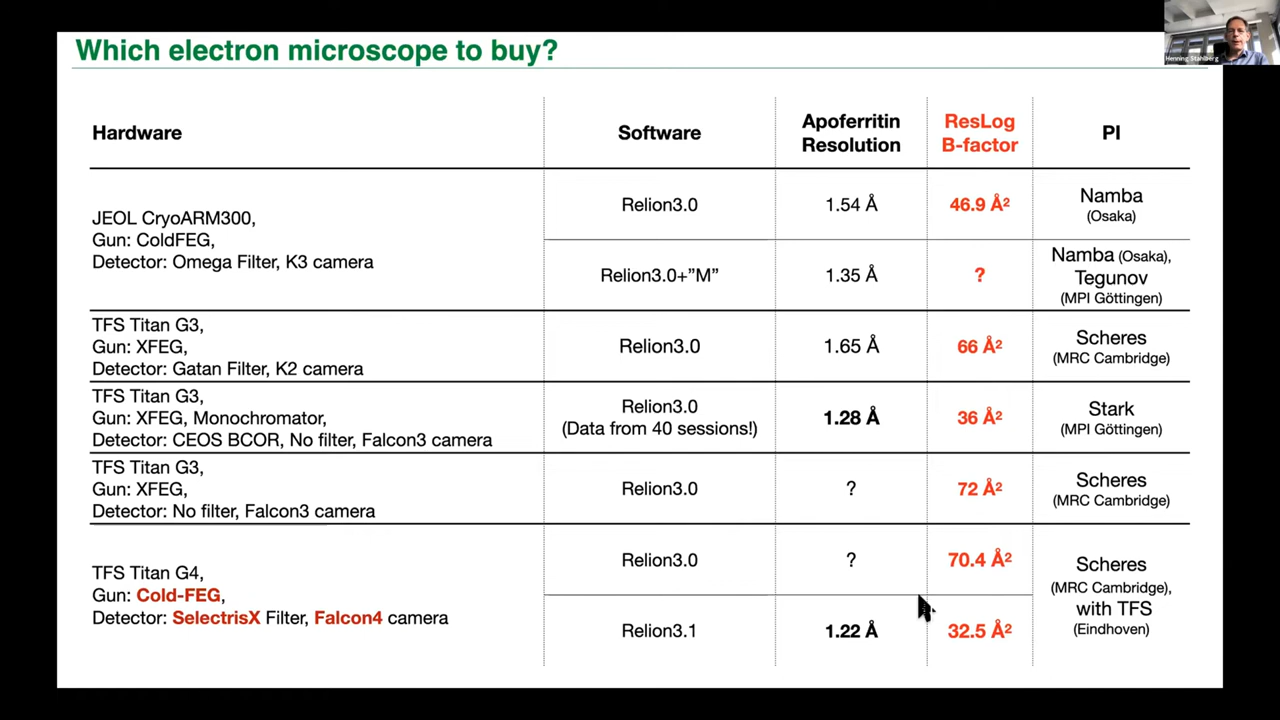 Which electron microscope to buy?
Henning Stahlberg
Hardware
Software
Apoferritin
Resolution
ResLog
B-factor
PI
JEOL CryoARM300,
Gun: ColdFEG,
Detector: Omega Filter, K3 camera
Relion3.0
1.54 Å
46.9 Å²
Namba
(Osaka)
Relion3.0+”M”
1.35 Å
?
Namba (Osaka),
Tegunov
(MPI Göttingen)
TFS Titan G3,
Gun: XFEG,
Detector: Gatan Filter, K2 camera
Relion3.0
1.65 Å
66 Å²
Scheres
(MRC Cambridge)
TFS Titan G3,
Gun: XFEG, Monochromator,
Detector: CEOS BCOR, No filter, Falcon3 camera
Relion3.0
(Data from 40 sessions!)
1.28 Å
36 Å²
Stark
(MPI Göttingen)
TFS Titan G3,
Gun: XFEG,
Detector: No filter, Falcon3 camera
Relion3.0
?
72 Å²
Scheres
(MRC Cambridge)
TFS Titan G4,
Gun: Cold-FEG,
Detector: SelectrisX Filter, Falcon4 camera
Relion3.0
?
70.4 Å²
Relion3.1
1.22 Å
32.5 Å²
Scheres
(MRC Cambridge),
with TFS
(Eindhoven)